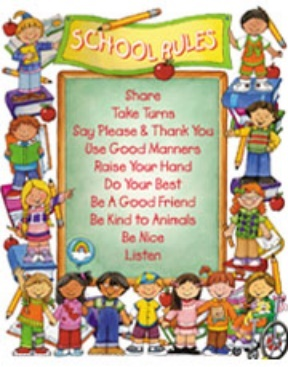 SCHOOL RULES
Share
Take Turns
Say Please & Thank You
Use Good Manners
Raise Your Hand
Do Your Best
Be A Good Friend
Be Kind to Animals
Be Nice
Listen